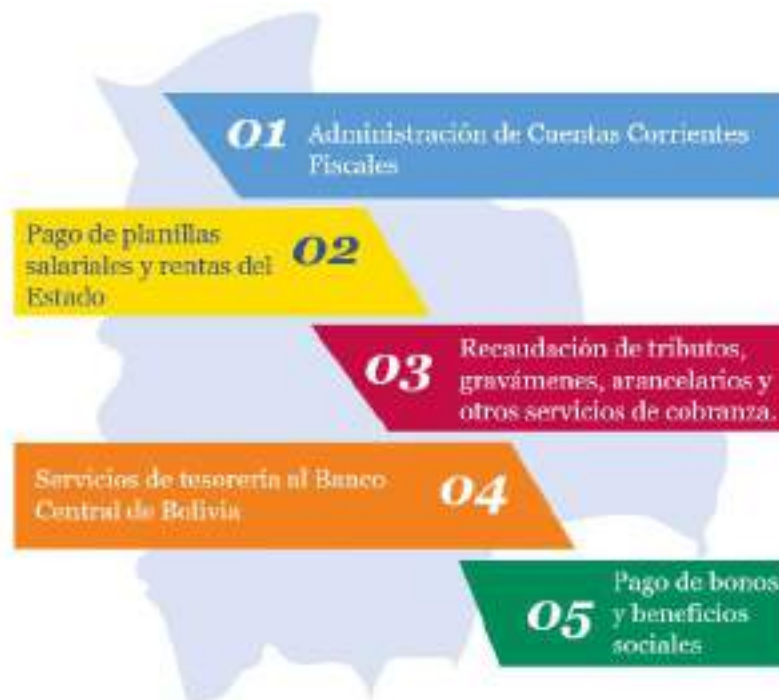 01 Administración de Cuentas Corrientes
Fiscales
Pago de planillas
salariales y rentas del
Estado
02
03
Recaudación de tributos,
gravámenes, arancelarios y
otros servicios de cobranza.
Servicios de tesorería al Banco
Central de Bolivia
04
05
Pago de bonos
y beneficios
sociales